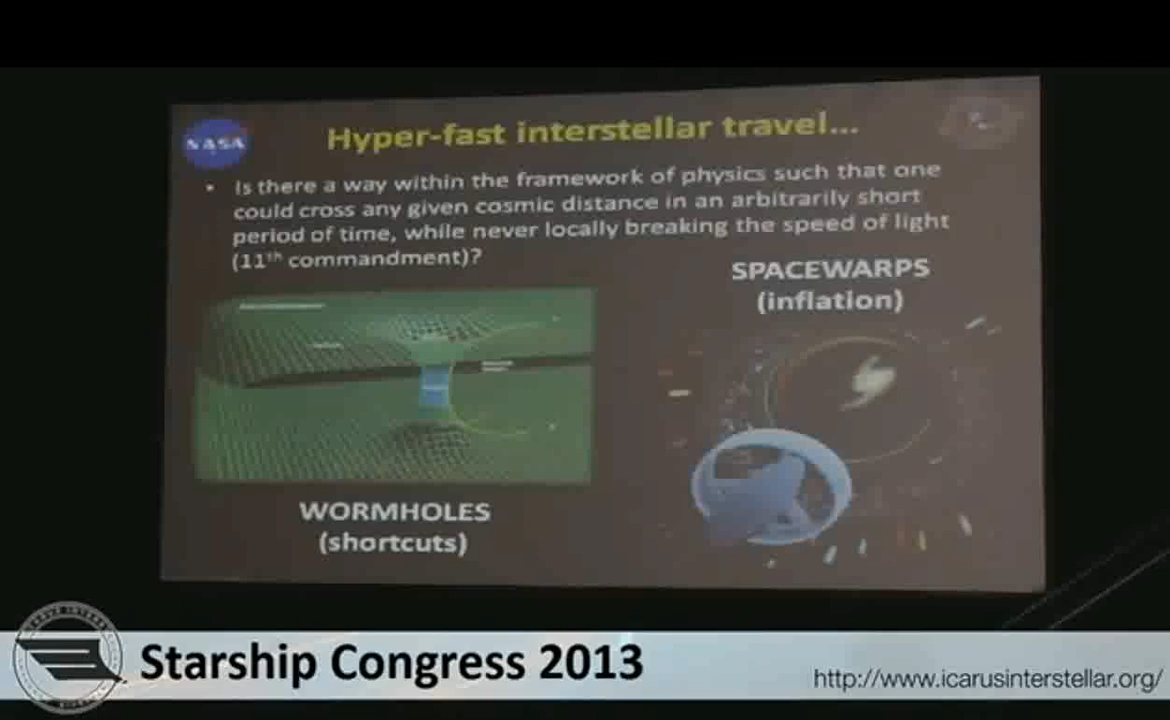 NASA
Hyper-fast interstellar travel...
• Is there a way within the framework of physics such that one
could cross any given cosmic distance in an arbitrarily short
period of time, while never locally breaking the speed of light
(11th commandment)?
SPACEWARPS
(inflation)
WORMHOLES
(shortcuts)
Starship Congress 2013
http://www.icarusinterstellar.org/